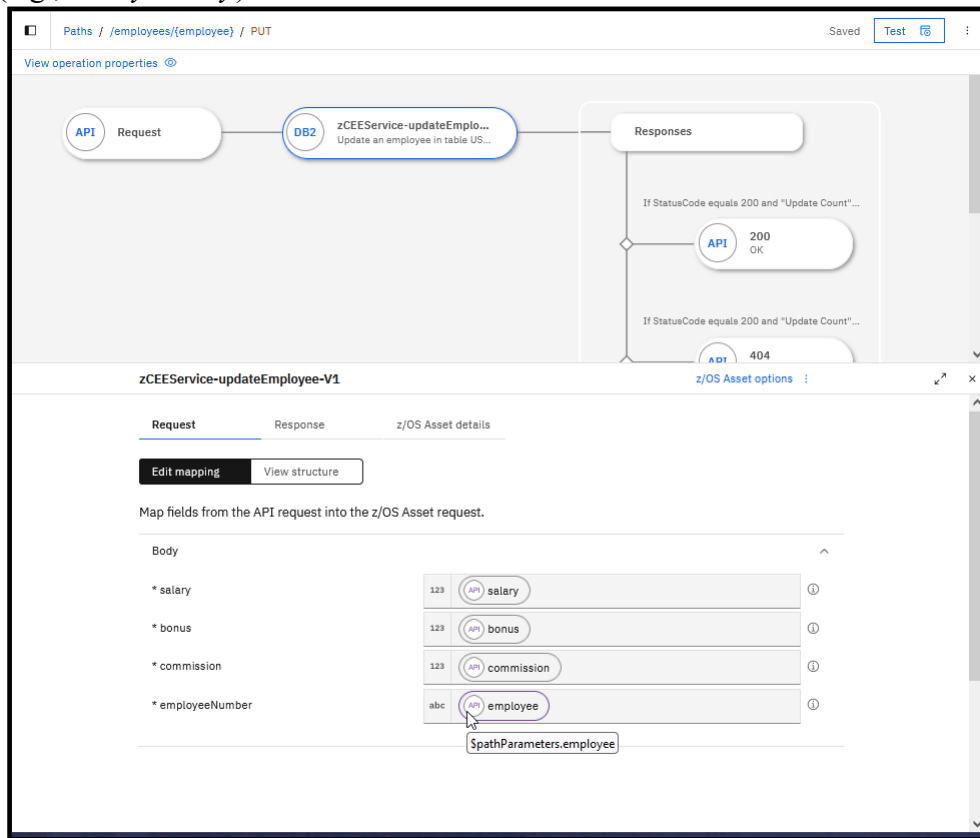 Paths / /employees/{employee} / PUT
Saved
Test
View operation properties
API
Request
DB2
zCEEService-updateEmplo...
Update an employee in table US...
Responses
If StatusCode equals 200 and "Update Count"...
API
200
OK
If StatusCode equals 200 and "Update Count"...
API
404
zCEEService-updateEmployee-V1
z/OS Asset options
Request
Response
z/OS Asset details
Edit mapping
View structure
Map fields from the API request into the z/OS Asset request.
Body
* salary
123
API
salary
* bonus
123
API
bonus
* commission
123
API
commission
* employeeNumber
abc
API
employee
$pathParameters.employee